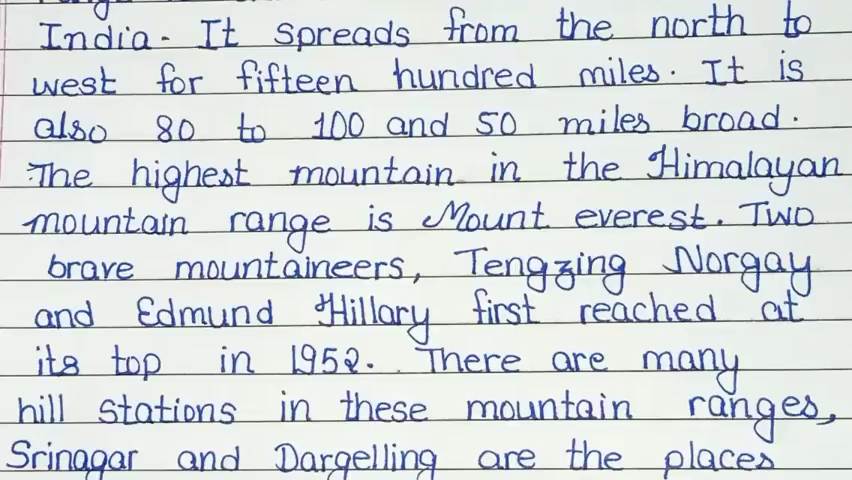 India. It spreads from the north to
west for fifteen hundred miles. It is
also 80 to 100 and 50 miles broad.
The highest mountain in the Himalayan
mountain range is Mount everest. Two
brave mountaineers, Tengzing Norgay
and Edmund Hillary first reached at
its top in 1952. There are many
hill stations in these mountain ranges,
Srinagar and Dargelling are the places